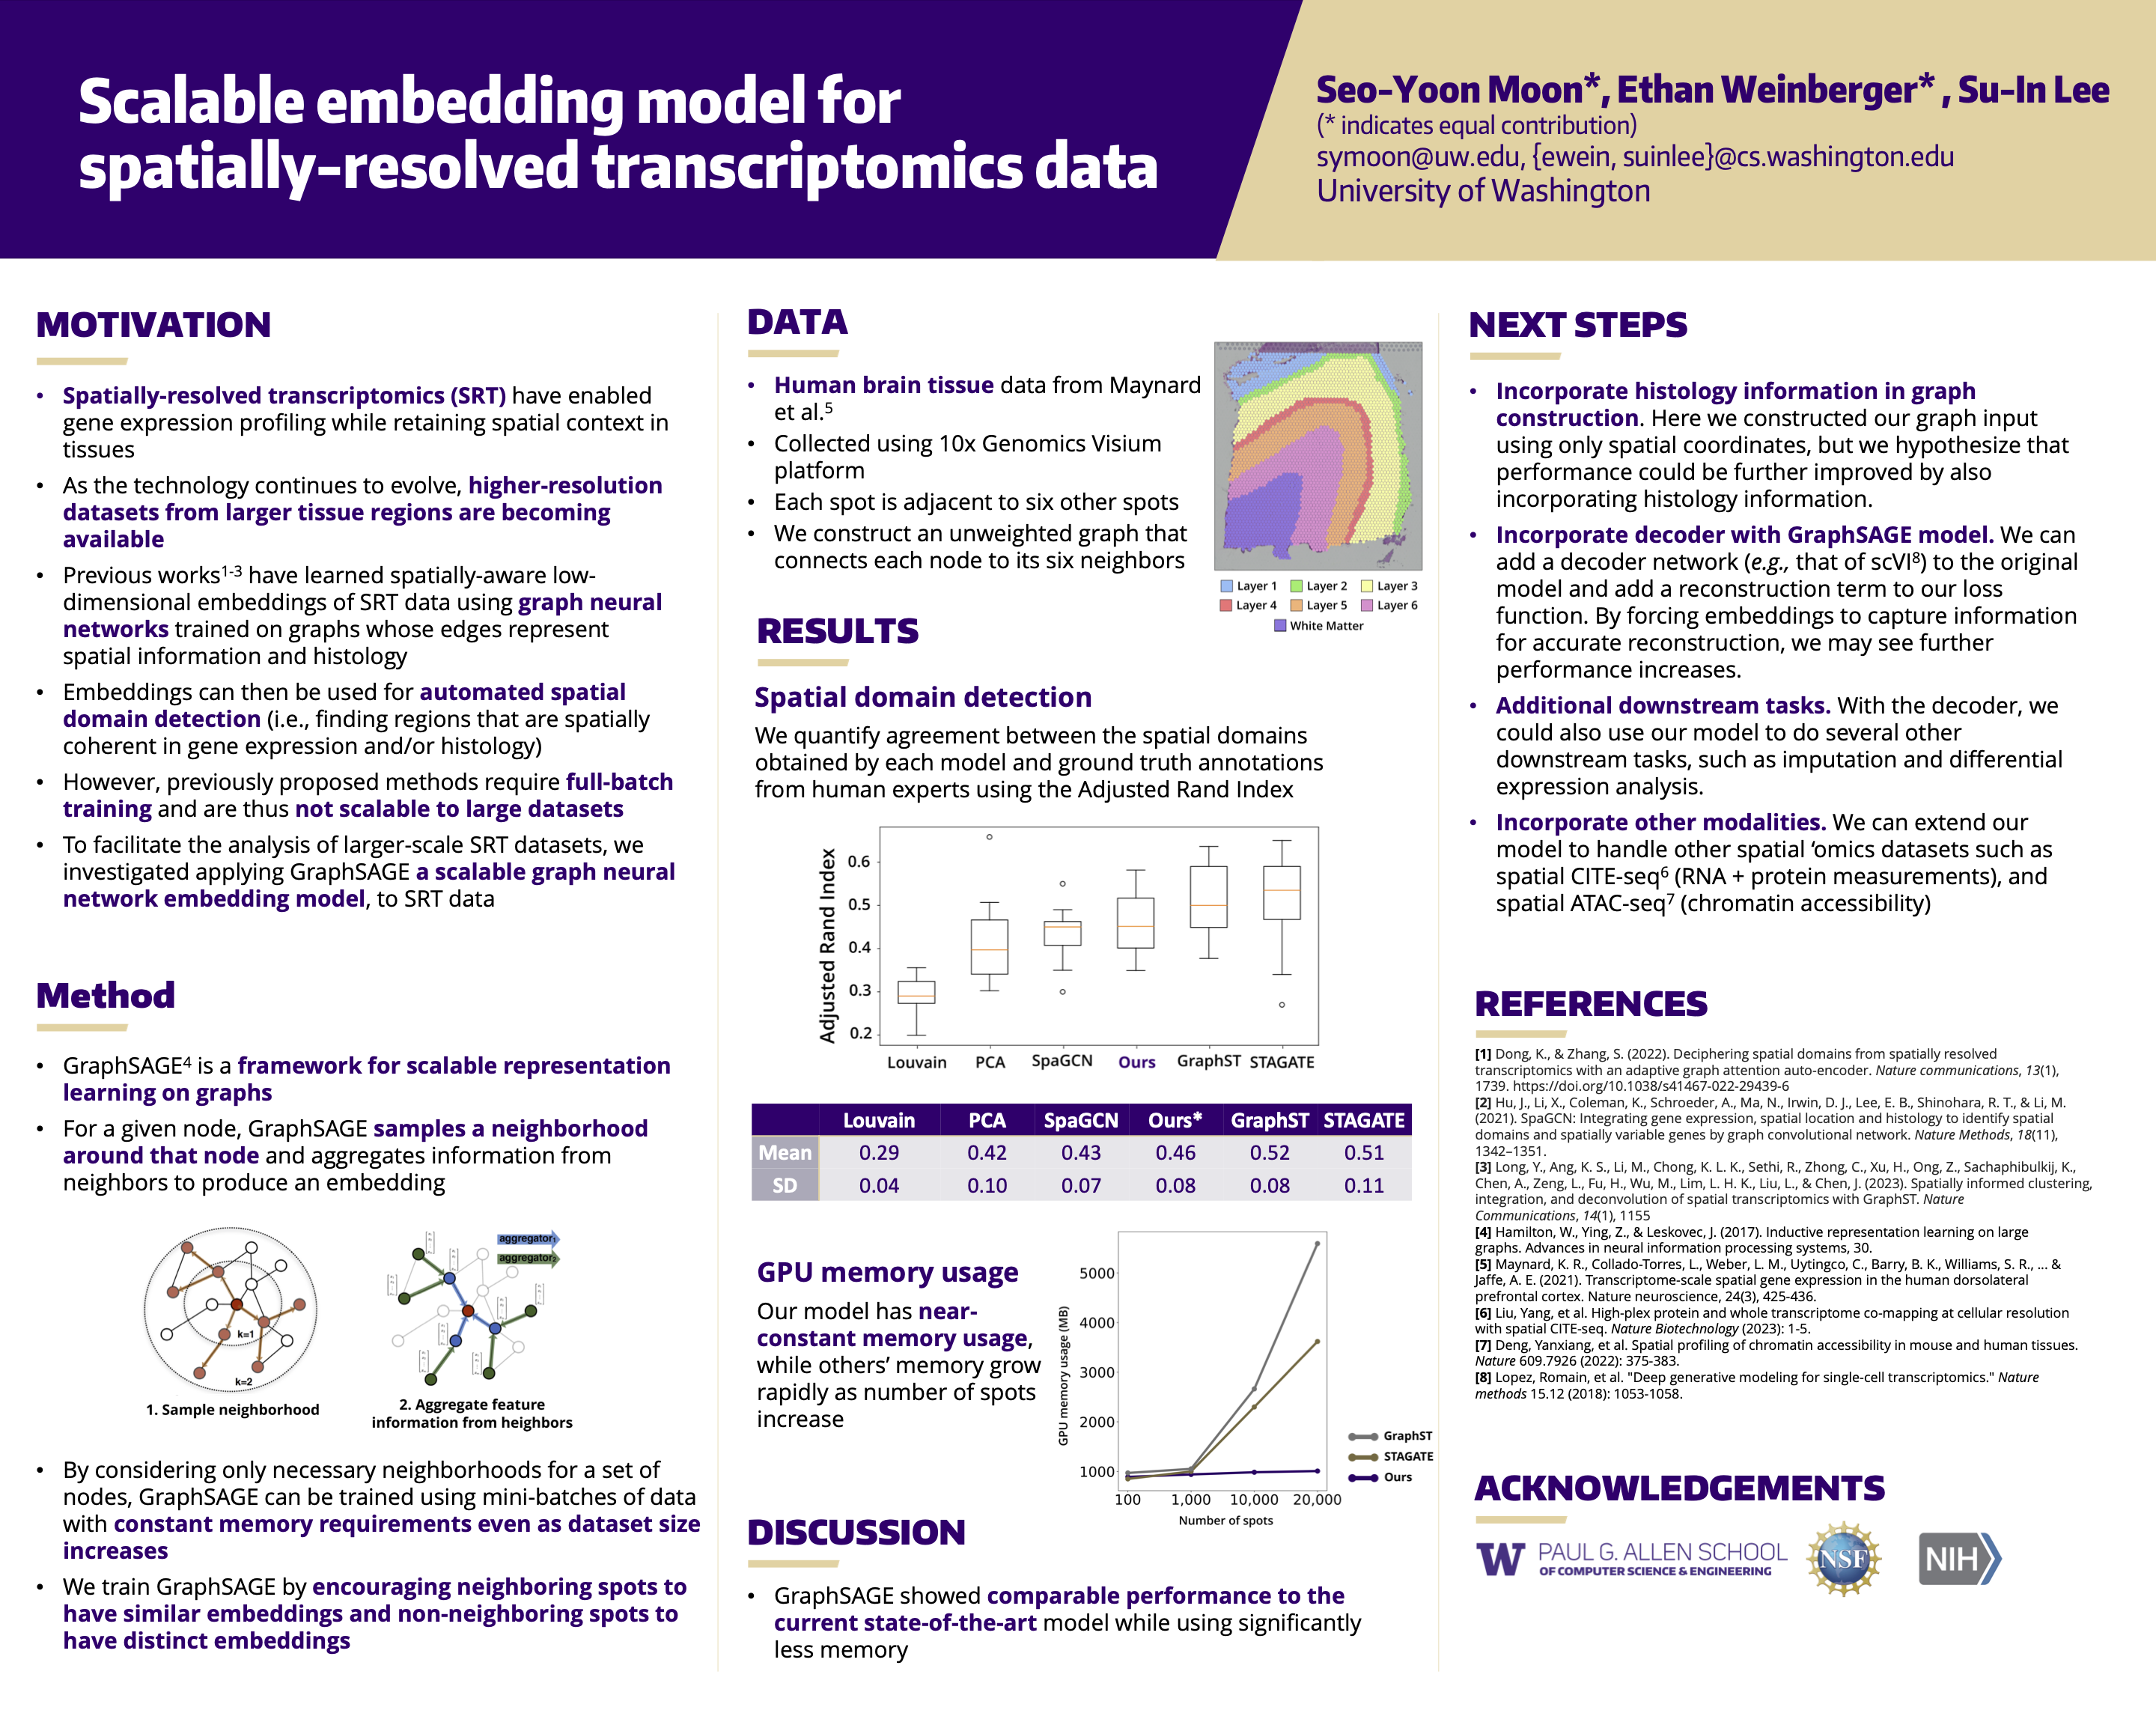 Scalable embedding model for
spatially-resolved transcriptomics data
Seo-Yoon Moon*, Ethan Weinberger* , Su-In Lee
(* indicates equal contribution)
symoon@uw.edu, {ewein, suinlee}@cs.washington.edu
University of Washington
MOTIVATION
• Spatially-resolved transcriptomics (SRT) have enabled
gene expression profiling while retaining spatial context in
tissues
• As the technology continues to evolve, higher-resolution
datasets from larger tissue regions are becoming
available
• Previous works1-3 have learned spatially-aware low-
dimensional embeddings of SRT data using graph neural
networks trained on graphs whose edges represent
spatial information and histology
• Embeddings can then be used for automated spatial
domain detection (i.e., finding regions that are spatially
coherent in gene expression and/or histology)
• However, previously proposed methods require full-batch
training and are thus not scalable to large datasets
• To facilitate the analysis of larger-scale SRT datasets, we
investigated applying GraphSAGE a scalable graph neural
network embedding model, to SRT data
Method
• GraphSAGE4 is a framework for scalable representation
learning on graphs
• For a given node, GraphSAGE samples a neighborhood
around that node and aggregates information from
neighbors to produce an embedding
k=1
k=2
1. Sample neighborhood
aggregator1
aggregator2
2. Aggregate feature
information from heighbors
• By considering only necessary neighborhoods for a set of
nodes, GraphSAGE can be trained using mini-batches of data
with constant memory requirements even as dataset size
increases
• We train GraphSAGE by encouraging neighboring spots to
have similar embeddings and non-neighboring spots to
have distinct embeddings
DATA
• Human brain tissue data from Maynard
et al.5
• Collected using 10x Genomics Visium
platform
• Each spot is adjacent to six other spots
• We construct an unweighted graph that
connects each node to its six neighbors
Layer 1 Layer 2 Layer 3
Layer 4 Layer 5 Layer 6
White Matter
RESULTS
Spatial domain detection
We quantify agreement between the spatial domains
obtained by each model and ground truth annotations
from human experts using the Adjusted Rand Index
Adjusted Rand Index
0.6
0.5
0.4
0.3
0.2
Louvain PCA SpaGCN Ours GraphST STAGATE
Louvain PCA SpaGCN Ours* GraphST STAGATE
Mean 0.29 0.42 0.43 0.46 0.52 0.51
SD 0.04 0.10 0.07 0.08 0.08 0.11
GPU memory usage
Our model has near-
constant memory usage,
while others’ memory grow
rapidly as number of spots
increase
GPU memory usage (MB)
5000
4000
3000
2000
1000
100 1,000 10,000 20,000
Number of spots
GraphST
STAGATE
Ours
DISCUSSION
• GraphSAGE showed comparable performance to the
current state-of-the-art model while using significantly
less memory
NEXT STEPS
• Incorporate histology information in graph
construction. Here we constructed our graph input
using only spatial coordinates, but we hypothesize that
performance could be further improved by also
incorporating histology information.
• Incorporate decoder with GraphSAGE model. We can
add a decoder network (e.g., that of scVI8) to the original
model and add a reconstruction term to our loss
function. By forcing embeddings to capture information
for accurate reconstruction, we may see further
performance increases.
• Additional downstream tasks. With the decoder, we
could also use our model to do several other
downstream tasks, such as imputation and differential
expression analysis.
• Incorporate other modalities. We can extend our
model to handle other spatial ‘omics datasets such as
spatial CITE-seq6 (RNA + protein measurements), and
spatial ATAC-seq7 (chromatin accessibility)
REFERENCES
[1] Dong, K., & Zhang, S. (2022). Deciphering spatial domains from spatially resolved
transcriptomics with an adaptive graph attention auto-encoder. Nature communications, 13(1),
1739. https://doi.org/10.1038/s41467-022-29439-6
[2] Hu, J., Li, X., Coleman, K., Schroeder, A., Ma, N., Irwin, D. J., Lee, E. B., Shinohara, R. T., & Li, M.
(2021). SpaGCN: Integrating gene expression, spatial location and histology to identify spatial
domains and spatially variable genes by graph convolutional network. Nature Methods, 18(11),
1342–1351.
[3] Long, Y., Ang, K. S., Li, M., Chong, K. L. K., Sethi, R., Zhong, C., Xu, H., Ong, Z., Sachaphibulkij, K.,
Chen, A., Zeng, L., Fu, H., Wu, M., Lim, L. H. K., Liu, L., & Chen, J. (2023). Spatially informed clustering,
integration, and deconvolution of spatial transcriptomics with GraphST. Nature
Communications, 14(1), 1155
[4] Hamilton, W., Ying, Z., & Leskovec, J. (2017). Inductive representation learning on large
graphs. Advances in neural information processing systems, 30.
[5] Maynard, K. R., Collado-Torres, L., Weber, L. M., Uytingco, C., Barry, B. K., Williams, S. R., ... &
Jaffe, A. E. (2021). Transcriptome-scale spatial gene expression in the human dorsolateral
prefrontal cortex. Nature neuroscience, 24(3), 425-436.
[6] Liu, Yang, et al. High-plex protein and whole transcriptome co-mapping at cellular resolution
with spatial CITE-seq. Nature Biotechnology (2023): 1-5.
[7] Deng, Yanxiang, et al. Spatial profiling of chromatin accessibility in mouse and human tissues.
Nature 609.7926 (2022): 375-383.
[8] Lopez, Romain, et al. "Deep generative modeling for single-cell transcriptomics." Nature
methods 15.12 (2018): 1053-1058.
ACKNOWLEDGEMENTS
W PAUL G. ALLEN SCHOOL
OF COMPUTER SCIENCE & ENGINEERING
NSF
NIH